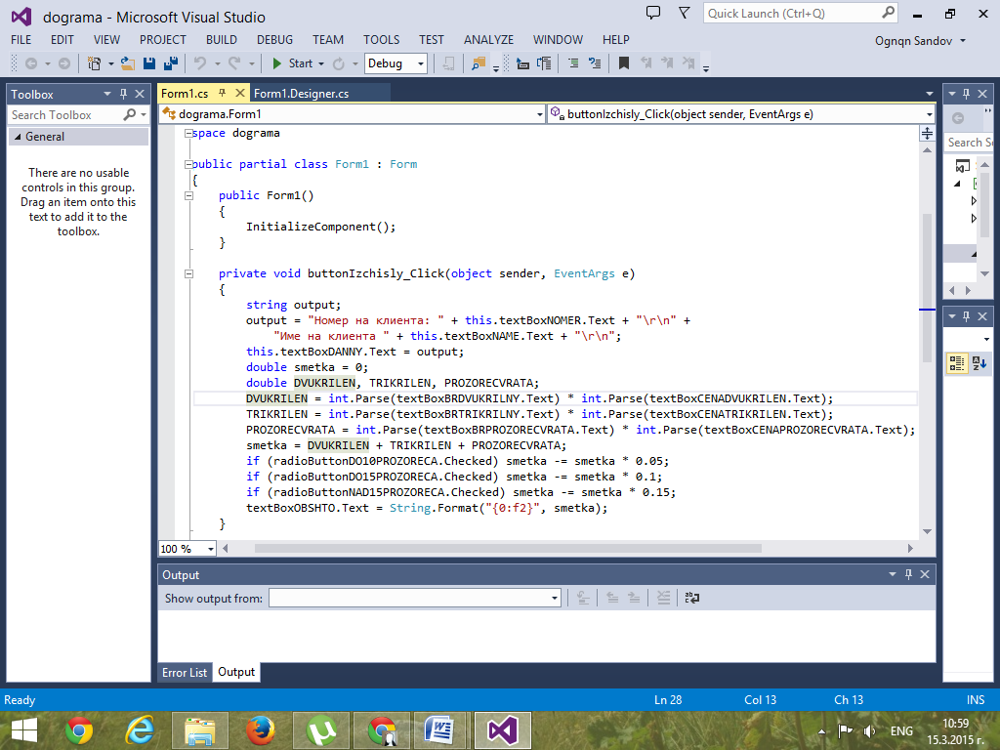 dograma - Microsoft Visual Studio
Quick Launch (Ctrl+Q)
FILE EDIT VIEW PROJECT BUILD DEBUG TEAM TOOLS TEST ANALYZE WINDOW HELP
Ognqn Sandov
Start Debug
Toolbox
Search Toolbox
General
There are no usable
controls in this group.
Drag an item onto this
text to add it to the
toolbox.
Form1.cs Form1.Designer.cs
dograma.Form1 buttonIzchisly_Click(object sender, EventArgs e)
space dograma
public partial class Form1 : Form
{
public Form1()
{
InitializeComponent();
}
private void buttonIzchisly_Click(object sender, EventArgs e)
{
string output;
output = "Номер на клиента: " + this.textBoxNOMER.Text + "\r\n" +
"Име на клиента " + this.textBoxNAME.Text + "\r\n";
this.textBoxDANNY.Text = output;
double smetka = 0;
double DVUKRILEN, TRIKRILEN, PROZORECVRATA;
DVUKRILEN = int.Parse(textBoxBRDVUKRILNY.Text) * int.Parse(textBoxCENADVUKRILEN.Text);
TRIKRILEN = int.Parse(textBoxBRTRIKRILNY.Text) * int.Parse(textBoxCENATRIKRILEN.Text);
PROZORECVRATA = int.Parse(textBoxBRPROZORECVRATA.Text) * int.Parse(textBoxCENAPROZORECVRATA.Text);
smetka = DVUKRILEN + TRIKRILEN + PROZORECVRATA;
if (radioButtonDO10PROZORECA.Checked) smetka -= smetka * 0.05;
if (radioButtonDO15PROZORECA.Checked) smetka -= smetka * 0.1;
if (radioButtonNAD15PROZORECA.Checked) smetka -= smetka * 0.15;
textBoxOBSHTO.Text = String.Format("{0:f2}", smetka);
}
100 %
Search
Output
Show output from:
Error List Output
Ready Ln 28 Col 13 Ch 13 INS
ENG
10:59
15.3.2015 г.